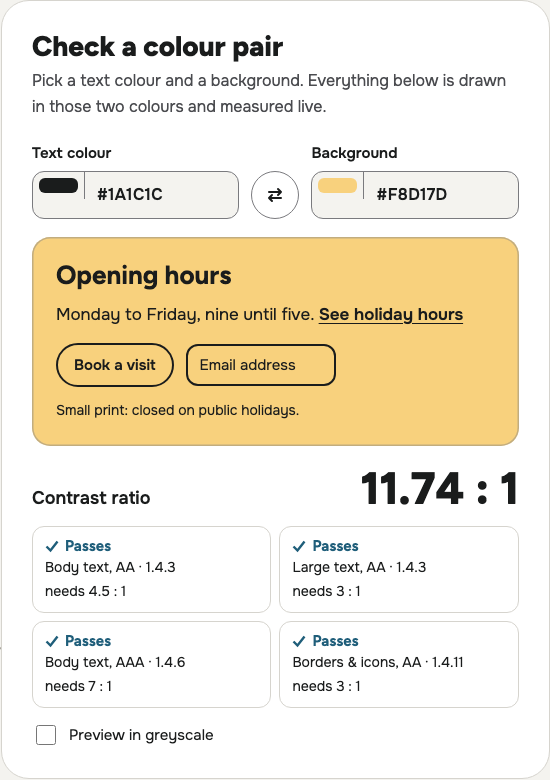 Check a colour pair
Pick a text colour and a background. Everything below is drawn
in those two colours and measured live.
Text colour
Background
#1A1C1C
⇄
#F8D17D
Opening hours
Monday to Friday, nine until five. See holiday hours
Book a visit
Email address
Small print: closed on public holidays.
Contrast ratio
11.74 : 1
✓ Passes
Body text, AA · 1.4.3
needs 4.5 : 1
✓ Passes
Large text, AA · 1.4.3
needs 3 : 1
✓ Passes
Body text, AAA · 1.4.6
needs 7 : 1
✓ Passes
Borders & icons, AA · 1.4.11
needs 3 : 1
Preview in greyscale